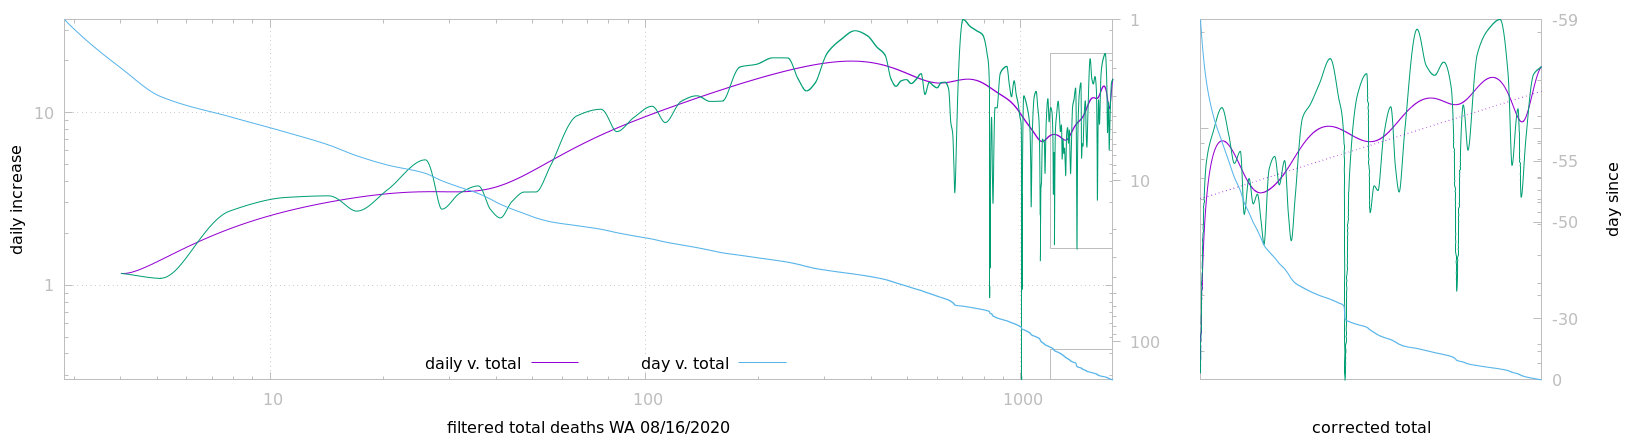 daily increase
10
1
10
100
1000
1
10
100
daily v. total
day v. total
filtered total deaths WA 08/16/2020
-59
-55
-50
-30
0
day since
corrected total